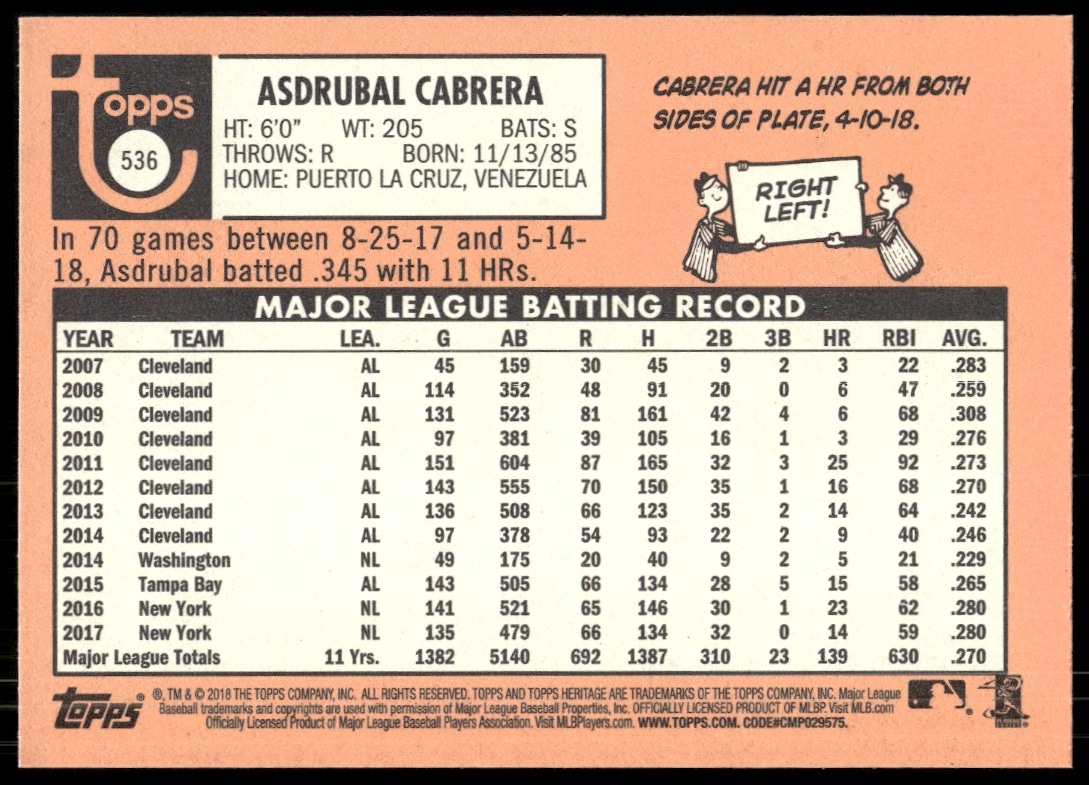 Topps
536
ASDRUBAL CABRERA
HT: 6'0" WT: 205 BATS: S
THROWS: R BORN: 11/13/85
HOME: PUERTO LA CRUZ, VENEZUELA
CABRERA HIT A HR FROM BOTH
SIDES OF PLATE, 4-10-18.
RIGHT
LEFT!
In 70 games between 8-25-17 and 5-14-
18, Asdrubal batted .345 with 11 HRs.
MAJOR LEAGUE BATTING RECORD
YEAR TEAM LEA. G AB R H 2B 3B HR RBI AVG.
2007 Cleveland AL 45 159 30 45 9 2 3 22 .283
2008 Cleveland AL 114 352 48 91 20 0 6 47 .259
2009 Cleveland AL 131 523 81 161 42 4 6 68 .308
2010 Cleveland AL 97 381 39 105 16 1 3 29 .276
2011 Cleveland AL 151 604 87 165 32 3 25 92 .273
2012 Cleveland AL 143 555 70 150 35 1 16 68 .270
2013 Cleveland AL 136 508 66 123 35 2 14 64 .242
2014 Cleveland AL 97 378 54 93 22 2 9 40 .246
2014 Washington NL 49 175 20 40 9 2 5 21 .229
2015 Tampa Bay AL 143 505 66 134 28 5 15 58 .265
2016 New York NL 141 521 65 146 30 1 23 62 .280
2017 New York NL 135 479 66 134 32 0 14 59 .280
Major League Totals 11 Yrs. 1382 5140 692 1387 310 23 139 630 .270
Topps ® ®, TM & © 2018 THE TOPPS COMPANY, INC. ALL RIGHTS RESERVED. TOPPS AND TOPPS HERITAGE ARE TRADEMARKS OF THE TOPPS COMPANY, INC. Major League
Baseball trademarks and copyrights are used with permission of Major League Baseball Properties, Inc. OFFICIALLY LICENSED PRODUCT OF MLBP. Visit MLB.com
Officially Licensed Product of Major League Baseball Players Association. Visit MLBPlayers.com. WWW.TOPPS.COM. CODE#CMP029575.